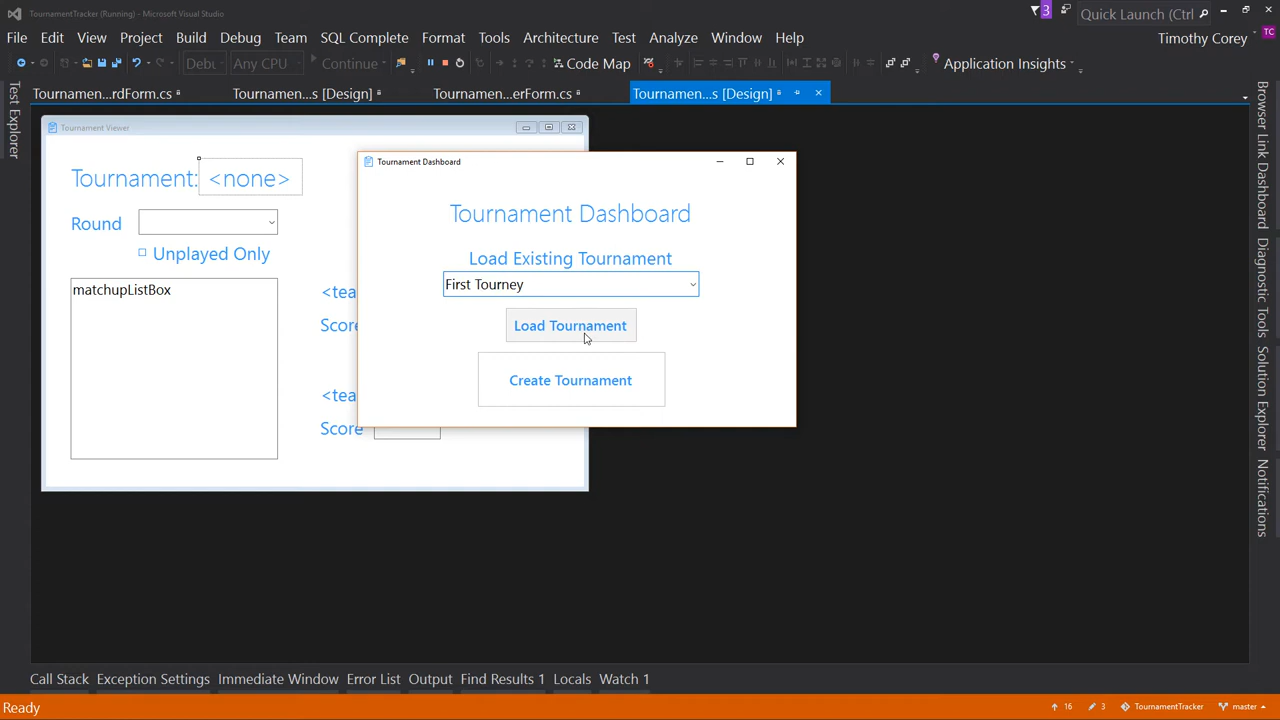 TournamentTracker (Running) - Microsoft Visual Studio
3
Quick Launch (Ctrl
File Edit View Project Build Debug Team SQL Complete Format Tools Architecture Test Analyze Window Help
Timothy Corey
TC
Debu Any CPU Continue Code Map Application Insights
Tournamen...rdForm.cs Tournamen...s [Design] Tournamen...erForm.cs Tournamen...s [Design]
Test Explorer
Tournament Viewer
Tournament: <none>
Round
Unplayed Only
matchupListBox
<tea
Score
<tea
Score
Tournament Dashboard
Tournament Dashboard
Load Existing Tournament
First Tourney
Load Tournament
Create Tournament
Browser Link Dashboard
Diagnostic Tools
Solution Explorer
Notifications
Call Stack Exception Settings Immediate Window Error List Output Find Results 1 Locals Watch 1
Ready
16 3 TournamentTracker master